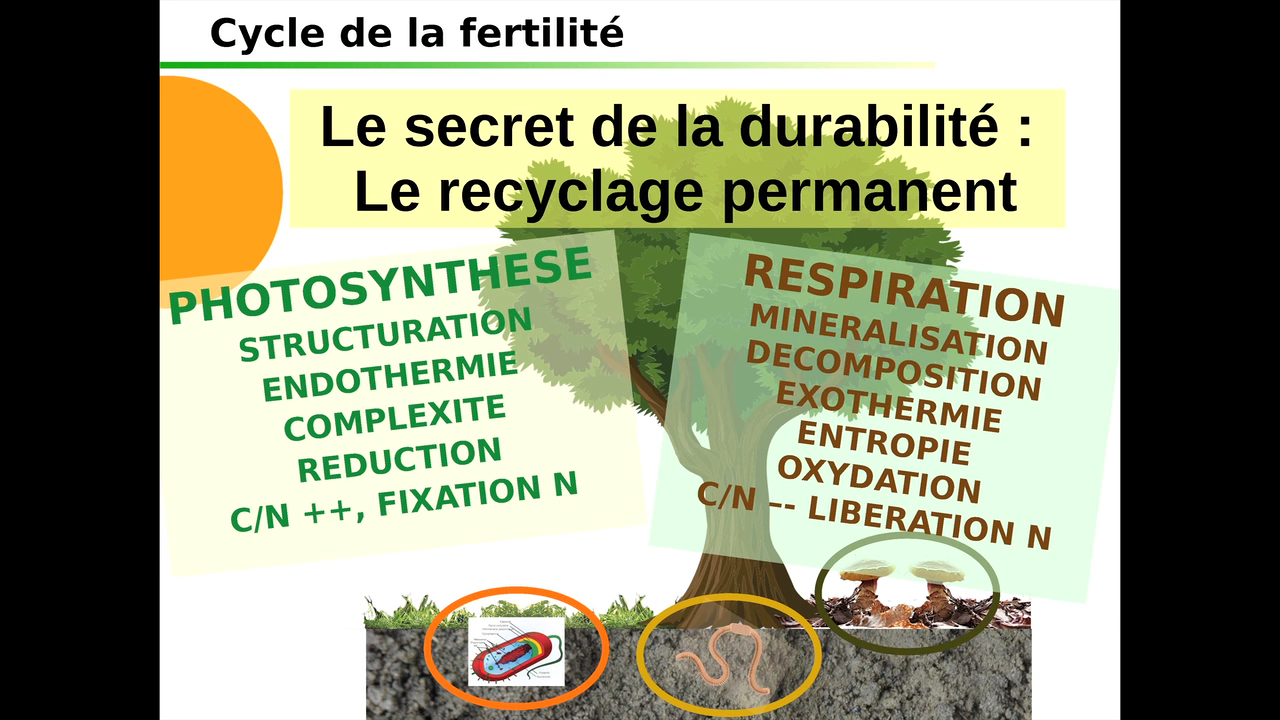 Cycle de la fertilité
Le secret de la durabilité :
Le recyclage permanent
PHOTOSYNTHESE
STRUCTURATION
ENDOTHERMIE
COMPLEXITE
REDUCTION
C/N ++, FIXATION N
RESPIRATION
MINERALISATION
DECOMPOSITION
EXOTHERMIE
ENTROPIE
OXYDATION
C/N -- LIBERATION N